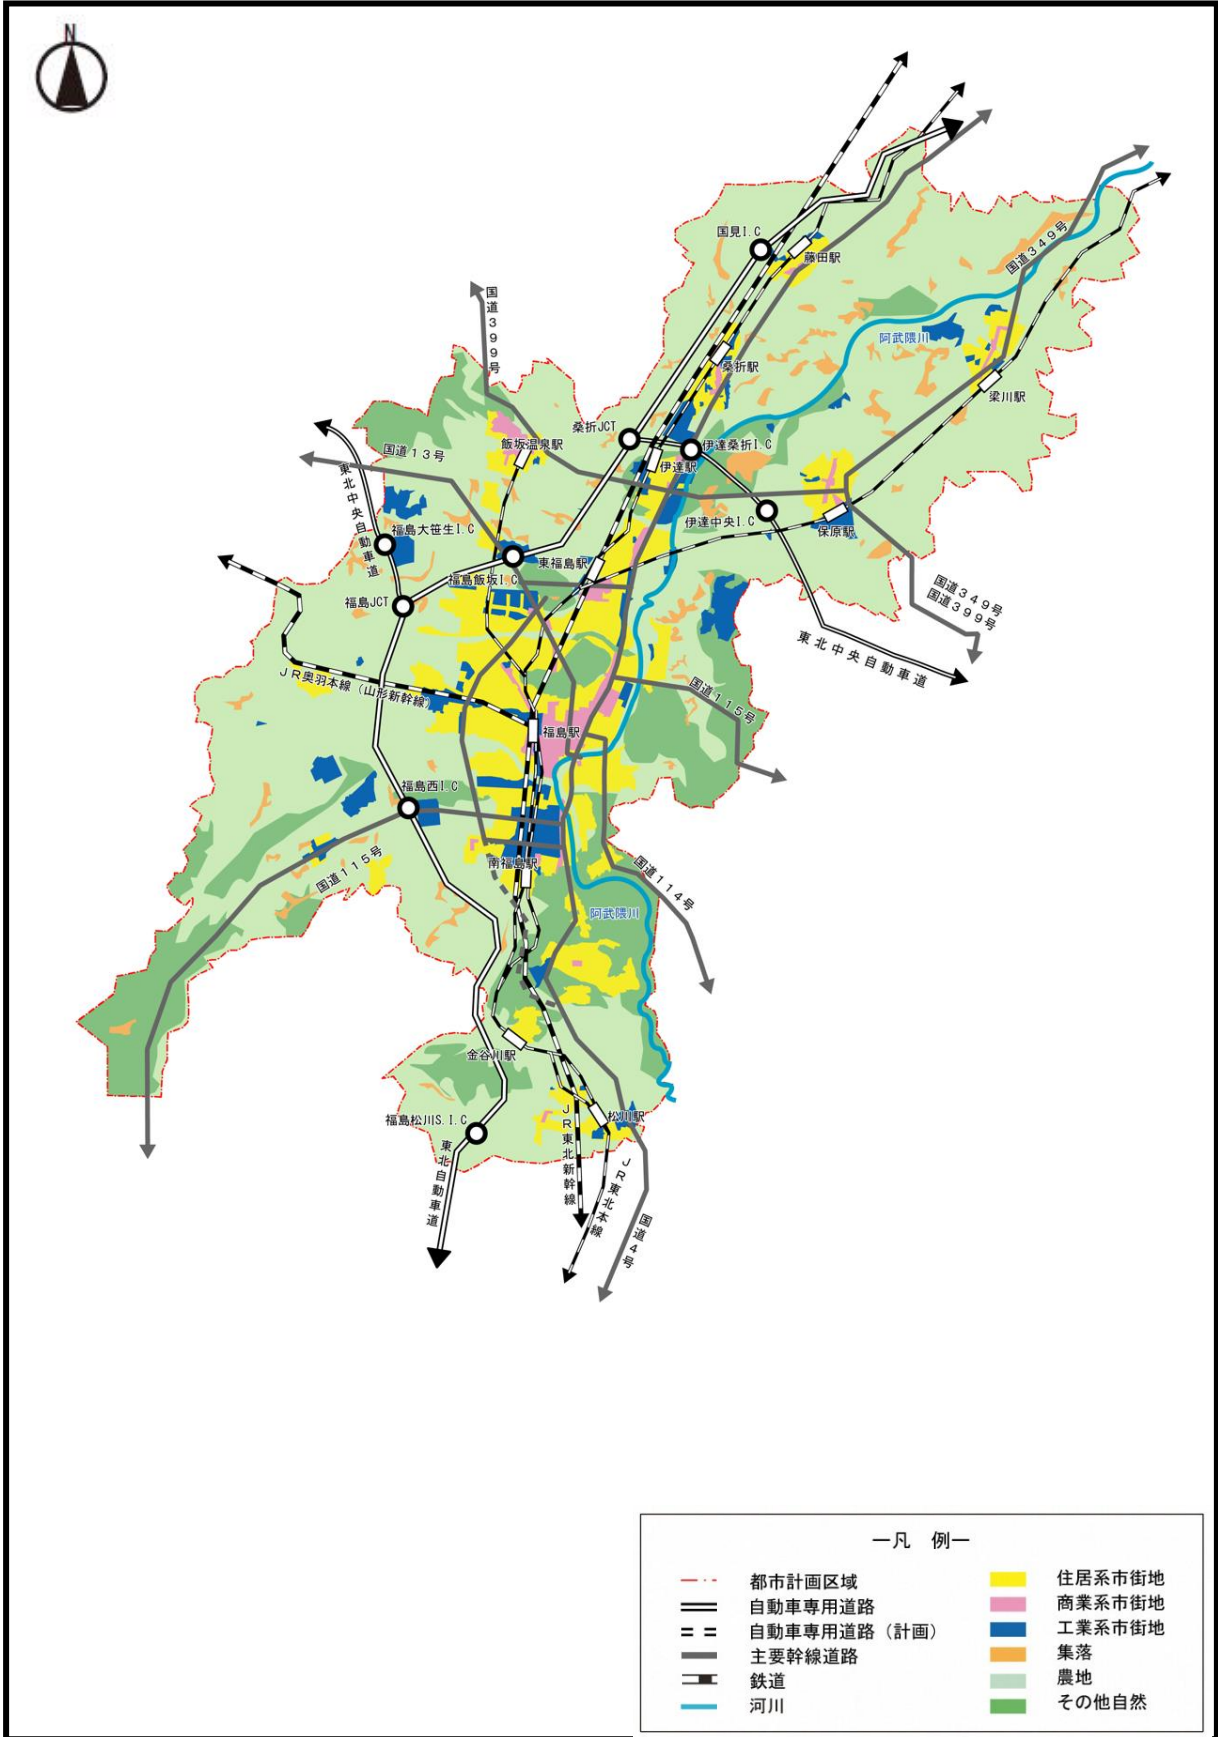 N
国見I.C
藤田駅
国道349号
国道399号
阿武隈川
桑折駅
梁川駅
桑折JCT
伊達桑折I.C
飯坂温泉駅
国道13号
伊達駅
東北中央自動車道
伊達中央I.C
保原駅
福島大笹生I.C
東福島駅
福島飯坂I.C
福島JCT
国道349号
国道399号
東北中央自動車道
JR奥羽本線（山形新幹線）
国道115号
福島駅
福島西I.C
国道115号
南福島駅
国道114号
阿武隈川
金谷川駅
福島松川S.I.C
松川駅
東北自動車道
JR東北新幹線
JR東北本線
国道4号
―凡 例―
都市計画区域
自動車専用道路
自動車専用道路（計画）
主要幹線道路
鉄道
河川
住居系市街地
商業系市街地
工業系市街地
集落
農地
その他自然